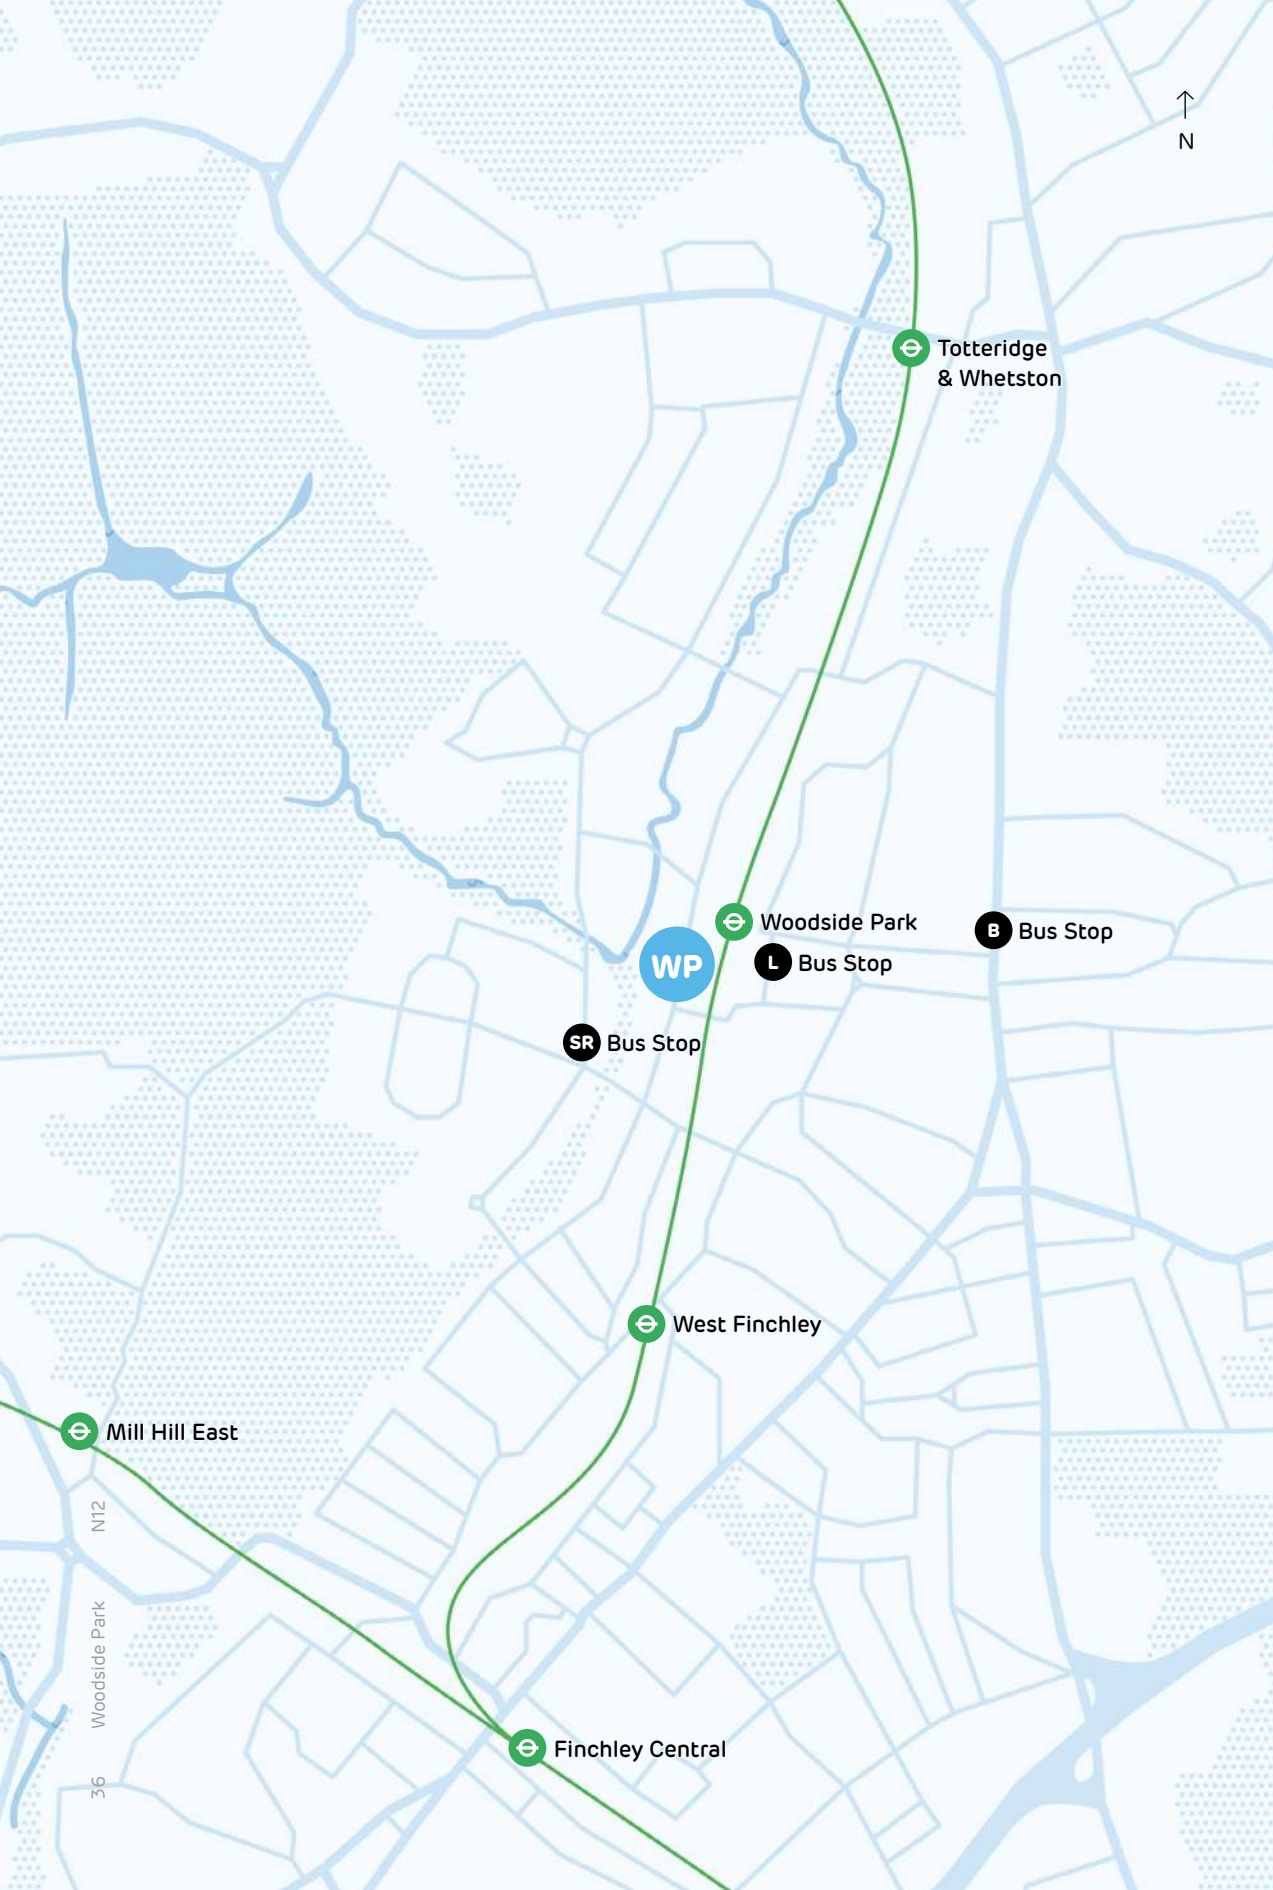 N
Totteridge
& Whetston
Woodside Park
B Bus Stop
WP
L Bus Stop
SR Bus Stop
West Finchley
Mill Hill East
Finchley Central
36 Woodside Park N12